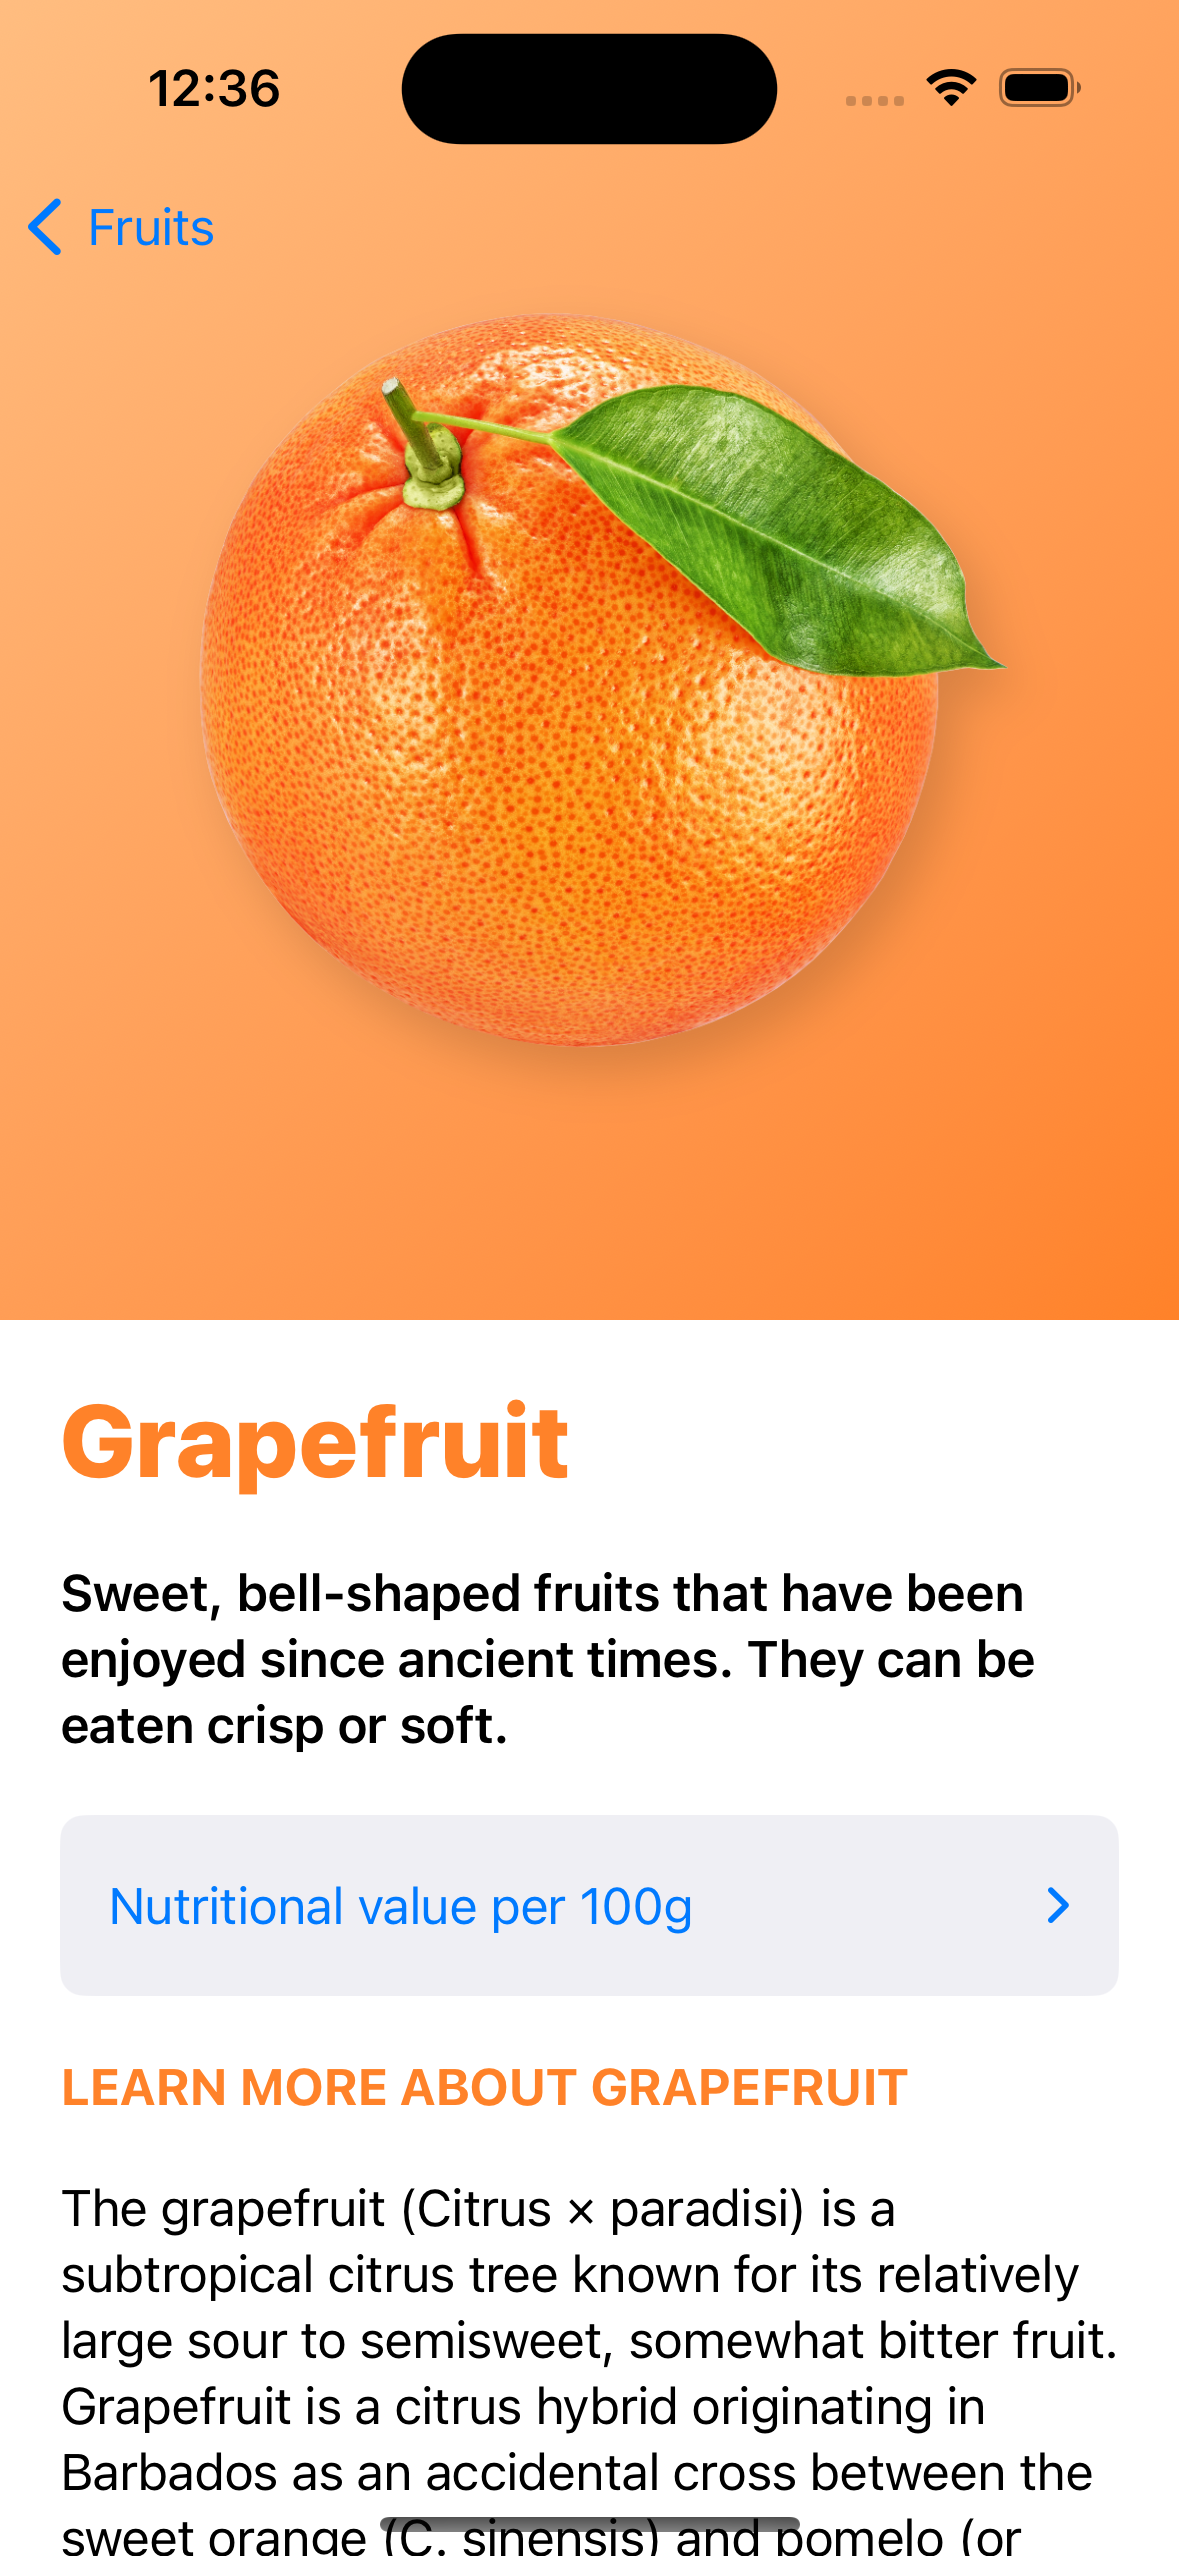 12:36
Fruits
Grapefruit
Sweet, bell-shaped fruits that have been
enjoyed since ancient times. They can be
eaten crisp or soft.
Nutritional value per 100g
LEARN MORE ABOUT GRAPEFRUIT
The grapefruit (Citrus × paradisi) is a
subtropical citrus tree known for its relatively
large sour to semisweet, somewhat bitter fruit.
Grapefruit is a citrus hybrid originating in
Barbados as an accidental cross between the
sweet orange (C. sinensis) and pomelo (or